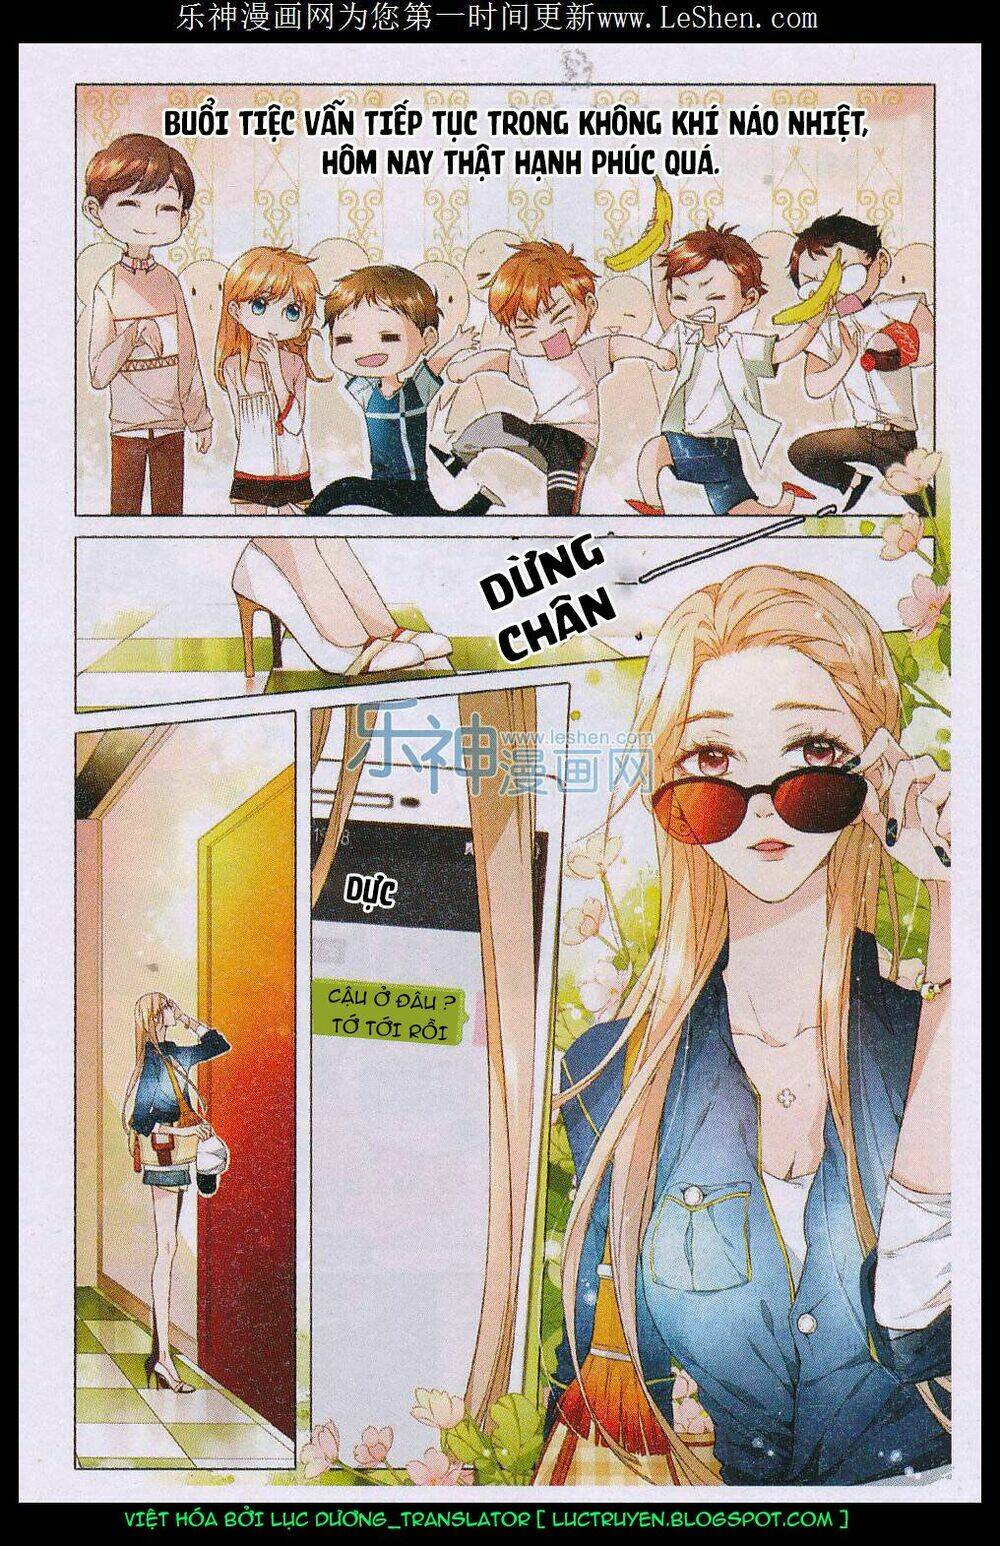 乐神漫画网为您第一时间更新www.LeShen.com
BUỔI TIỆC VẪN TIẾP TỤC TRONG KHÔNG KHÍ NÁO NHIỆT,
HÔM NAY THẬT HẠNH PHÚC QUÁ.
DỪNG
CHÂN
乐神漫画网
www.leshen.com
DỰC
CẬU Ở ĐÂU ?
TỚ TỚI RỒI
VIỆT HÓA BỞI LỤC DƯƠNG_TRANSLATOR [ LUCTRUYEN.BLOGSPOT.COM ]